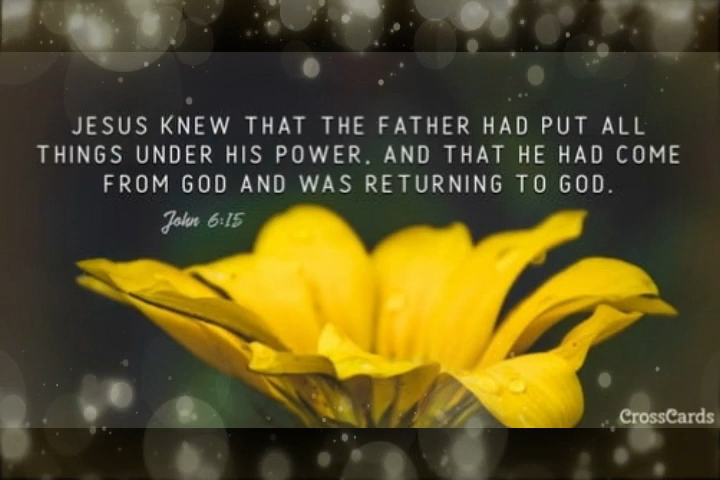 JESUS KNEW THAT THE FATHER HAD PUT ALL
THINGS UNDER HIS POWER, AND THAT HE HAD COME
FROM GOD AND WAS RETURNING TO GOD.
John 6:15
CrossCards